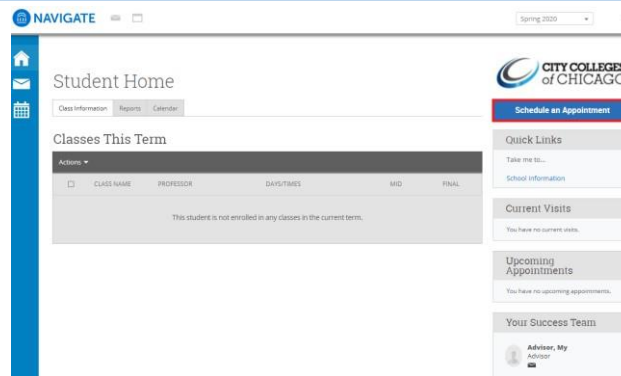 NAVIGATE
Spring 2020
Student Home
CITY COLLEGES
of CHICAGO
Class Information Reports Calendar
Schedule an Appointment
Classes This Term
Quick Links
Actions
Take me to...
CLASS NAME PROFESSOR DAYS/TIMES MID FINAL
School Information
This student is not enrolled in any classes in the current term.
Current Visits
You have no current visits.
Upcoming
Appointments
You have no upcoming appointments.
Your Success Team
Advisor, My
Advisor